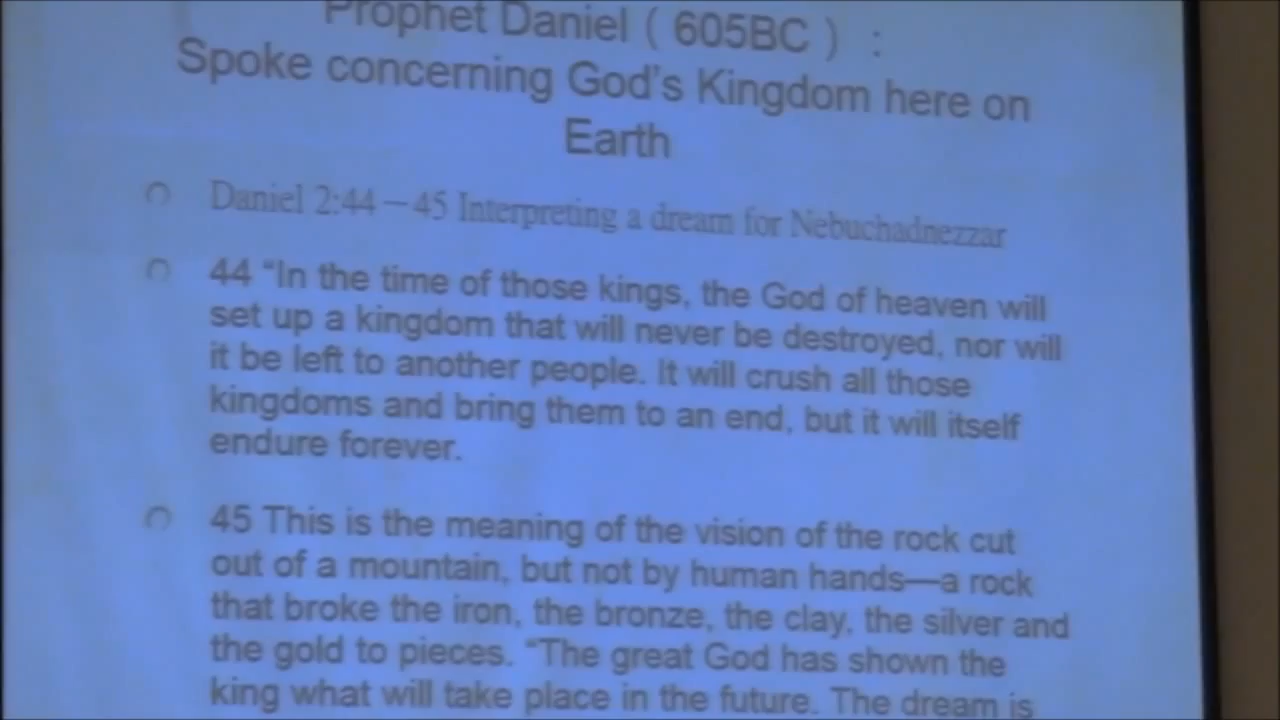 Prophet Daniel ( 605BC ) :
Spoke concerning God's Kingdom here on
Earth
Daniel 2:44 – 45 Interpreting a dream for Nebuchadnezzar
44 “In the time of those kings, the God of heaven will
set up a kingdom that will never be destroyed, nor will
it be left to another people. It will crush all those
kingdoms and bring them to an end, but it will itself
endure forever.
45 This is the meaning of the vision of the rock cut
out of a mountain, but not by human hands—a rock
that broke the iron, the bronze, the clay, the silver and
the gold to pieces. “The great God has shown the
king what will take place in the future. The dream is